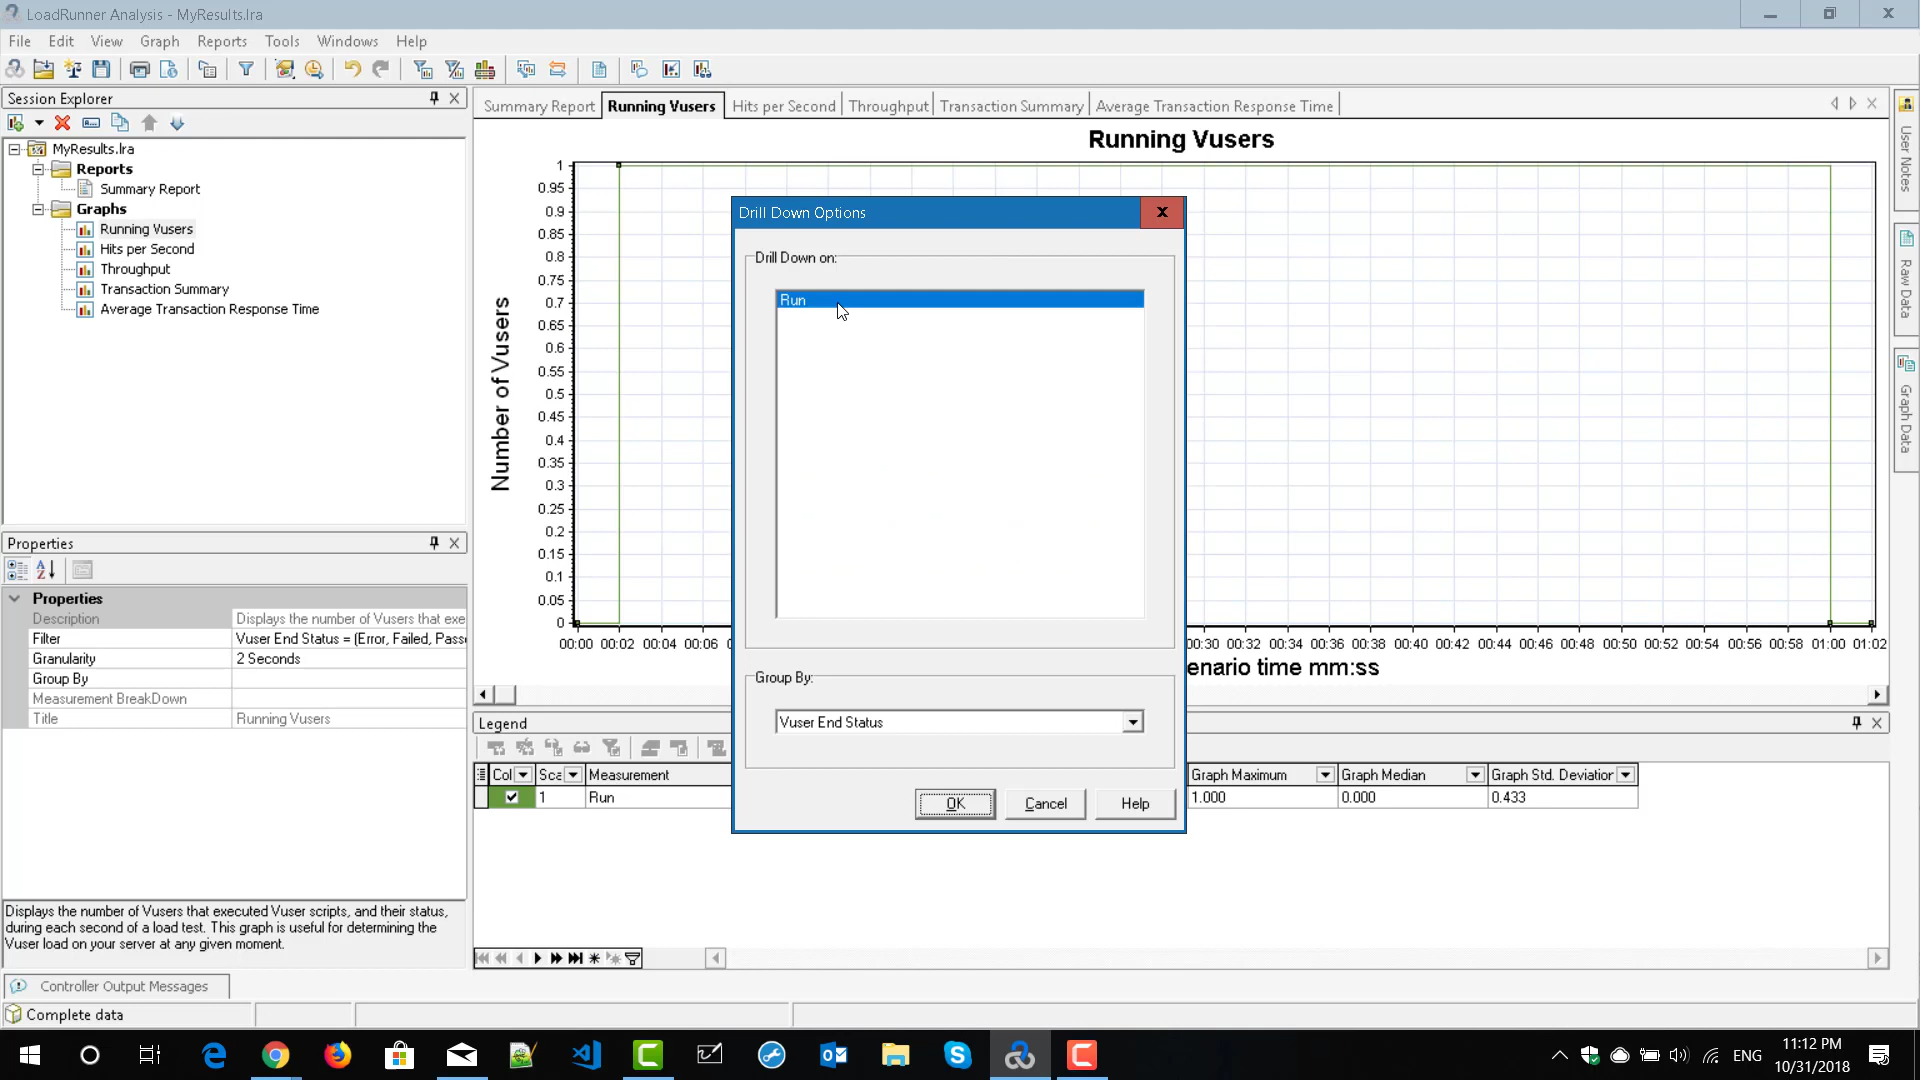 LoadRunner Analysis - MyResults.lra
File Edit View Graph Reports Tools Windows Help
Session Explorer
MyResults.lra
Reports
Summary Report
Graphs
Running Vusers
Hits per Second
Throughput
Transaction Summary
Average Transaction Response Time
Properties
Properties
Description Displays the number of Vusers that exe
Filter Vuser End Status = (Error, Failed, Passe
Granularity 2 Seconds
Group By
Measurement BreakDown
Title Running Vusers
Displays the number of Vusers that executed Vuser scripts, and their status,
during each second of a load test. This graph is useful for determining the
Vuser load on your server at any given moment.
Controller Output Messages
Complete data
Summary Report Running Vusers Hits per Second Throughput Transaction Summary Average Transaction Response Time
Running Vusers
Number of Vusers
1
0.95
0.9
0.85
0.8
0.75
0.7
0.65
0.6
0.55
0.5
0.45
0.4
0.35
0.3
0.25
0.2
0.15
0.1
0.05
0
00:00 00:02 00:04 00:06 00:30 00:32 00:34 00:36 00:38 00:40 00:42 00:44 00:46 00:48 00:50 00:52 00:54 00:56 00:58 01:00 01:02
enario time mm:ss
Drill Down Options
Drill Down on:
Run
Group By:
Vuser End Status
OK Cancel Help
Legend
Col Sca Measurement Graph Maximum Graph Median Graph Std. Deviation
1 Run 1.000 0.000 0.433
User Notes
Raw Data
Graph Data
ENG
11:12 PM
10/31/2018